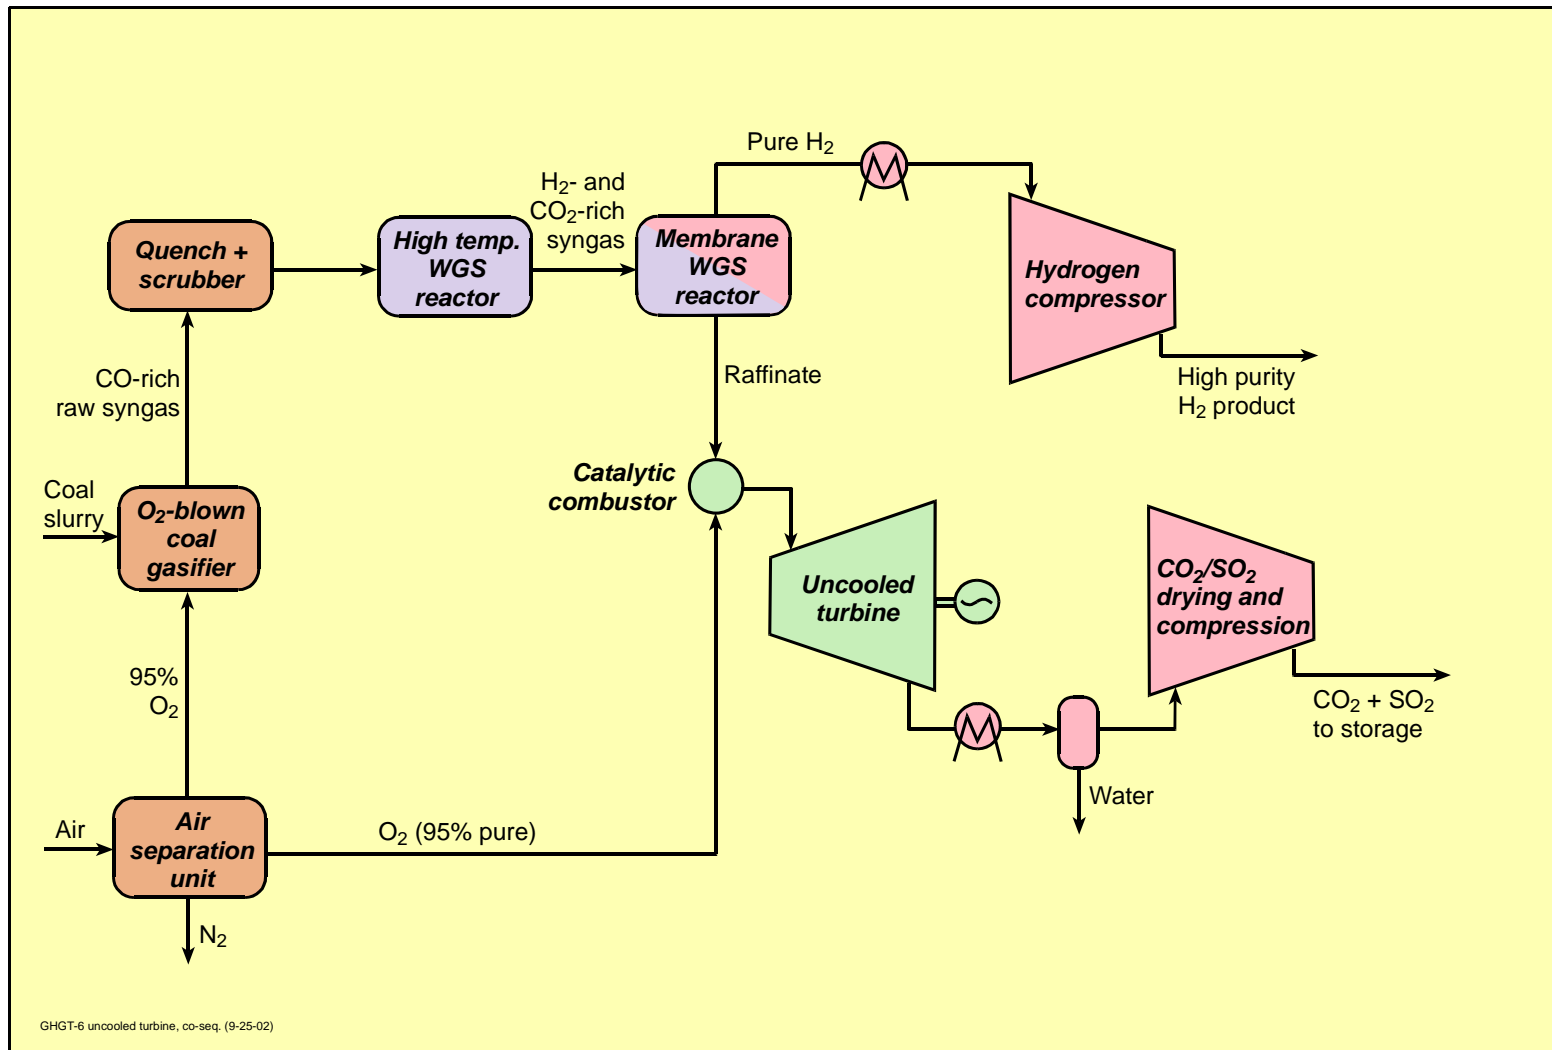 Pure H₂
H₂- and
CO₂-rich
syngas
Quench +
scrubber
High temp.
WGS
reactor
Membrane
WGS
reactor
Hydrogen
compressor
Raffinate
High purity
H₂ product
CO-rich
raw syngas
Catalytic
combustor
Coal
slurry
O₂-blown
coal
gasifier
Uncooled
turbine
CO₂/SO₂
drying and
compression
95%
O₂
CO₂ + SO₂
to storage
Water
Air
Air
separation
unit
O₂ (95% pure)
N₂
GHGT-6 uncooled turbine, co-seq. (9-25-02)